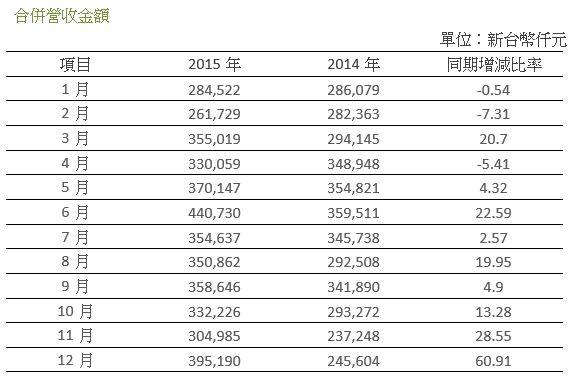 合併營收金額
單位：新台幣仟元
項目 2015 年 2014 年 同期增減比率
1 月 284,522 286,079 -0.54
2 月 261,729 282,363 -7.31
3 月 355,019 294,145 20.7
4 月 330,059 348,948 -5.41
5 月 370,147 354,821 4.32
6 月 440,730 359,511 22.59
7 月 354,637 345,738 2.57
8 月 350,862 292,508 19.95
9 月 358,646 341,890 4.9
10 月 332,226 293,272 13.28
11 月 304,985 237,248 28.55
12 月 395,190 245,604 60.91